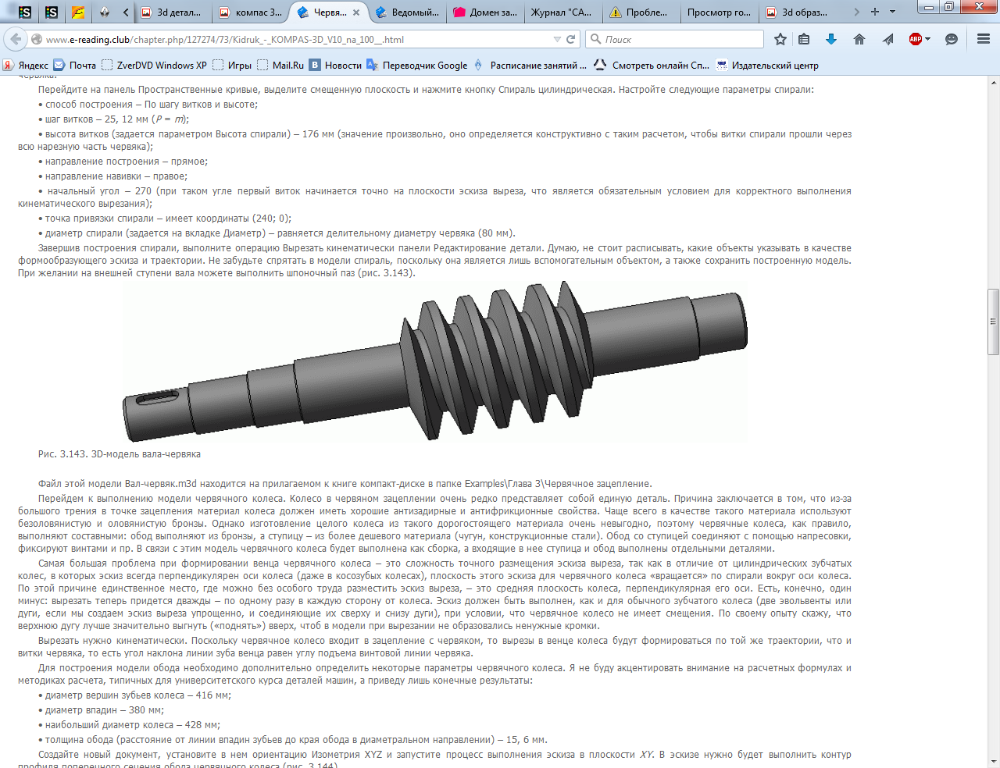 3d детал...
компас 3...
Червя...
Ведомый...
Домен за...
Журнал "СА...
Пробле...
Просмотр го...
3d образ...
www.e-reading.club/chapter.php/127274/73/Kidruk_-_KOMPAS-3D_V10_na_100__.html
Поиск
Яндекс Почта ZverDVD Windows XP Игры Mail.Ru Новости Переводчик Google Расписание занятий ... Смотреть онлайн Сп... Издательский центр
червяка.
Перейдите на панель Пространственные кривые, выделите смещенную плоскость и нажмите кнопку Спираль цилиндрическая. Настройте следующие параметры спирали:
• способ построения – По шагу витков и высоте;
• шаг витков – 25, 12 мм (P = m);
• высота витков (задается параметром Высота спирали) – 176 мм (значение произвольно, оно определяется конструктивно с таким расчетом, чтобы витки спирали прошли через
всю нарезную часть червяка);
• направление построения – прямое;
• направление навивки – правое;
• начальный угол – 270 (при таком угле первый виток начинается точно на плоскости эскиза выреза, что является обязательным условием для корректного выполнения
кинематического вырезания);
• точка привязки спирали – имеет координаты (240; 0);
• диаметр спирали (задается на вкладке Диаметр) – равняется делительному диаметру червяка (80 мм).
Завершив построения спирали, выполните операцию Вырезать кинематически панели Редактирование детали. Думаю, не стоит расписывать, какие объекты указывать в качестве
формообразующего эскиза и траектории. Не забудьте спрятать в модели спираль, поскольку она является лишь вспомогательным объектом, а также сохранить построенную модель.
При желании на внешней ступени вала можете выполнить шпоночный паз (рис. 3.143).
Рис. 3.143. 3D-модель вала-червяка
Файл этой модели Вал-червяк.m3d находится на прилагаемом к книге компакт-диске в папке Examples\Глава 3\Червячное зацепление.
Перейдем к выполнению модели червячного колеса. Колесо в червяном зацеплении очень редко представляет собой единую деталь. Причина заключается в том, что из-за
большого трения в точке зацепления материал колеса должен иметь хорошие антизадирные и антифрикционные свойства. Чаще всего в качестве такого материала используют
безоловянистую и оловянистую бронзы. Однако изготовление целого колеса из такого дорогостоящего материала очень невыгодно, поэтому червячные колеса, как правило,
выполняют составными: обод выполняют из бронзы, а ступицу – из более дешевого материала (чугун, конструкционные стали). Обод со ступицей соединяют с помощью напресовки,
фиксируют винтами и пр. В связи с этим модель червячного колеса будет выполнена как сборка, а входящие в нее ступица и обод выполнены отдельными деталями.
Самая большая проблема при формировании венца червячного колеса – это сложность точного размещения эскиза выреза, так как в отличие от цилиндрических зубчатых
колес, в которых эскиз всегда перпендикулярен оси колеса (даже в косозубых колесах), плоскость этого эскиза для червячного колеса «вращается» по спирали вокруг оси колеса.
По этой причине единственное место, где можно без особого труда разместить эскиз выреза, – это средняя плоскость колеса, перпендикулярная его оси. Есть, конечно, один
минус: вырезать теперь придется дважды – по одному разу в каждую сторону от колеса. Эскиз должен быть выполнен, как и для обычного зубчатого колеса (две эвольвенты или
дуги, если мы создаем эскиз выреза упрощенно, и соединяющие их сверху и снизу дуги), при условии, что червячное колесо не имеет смещения. По своему опыту скажу, что
верхнюю дугу лучше значительно выгнуть («поднять») вверх, чтоб в модели при вырезании не образовались ненужные кромки.
Вырезать нужно кинематически. Поскольку червячное колесо входит в зацепление с червяком, то вырезы в венце колеса будут формироваться по той же траектории, что и
витки червяка, то есть угол наклона линии зуба венца равен углу подъема винтовой линии червяка.
Для построения модели обода необходимо дополнительно определить некоторые параметры червячного колеса. Я не буду акцентировать внимание на расчетных формулах и
методиках расчета, типичных для университетского курса деталей машин, а приведу лишь конечные результаты:
• диаметр вершин зубьев колеса – 416 мм;
• диаметр впадин – 380 мм;
• наибольший диаметр колеса – 428 мм;
• толщина обода (расстояние от линии впадин зубьев до края обода в диаметральном направлении) – 15, 6 мм.
Создайте новый документ, установите в нем ориентацию Изометрия XYZ и запустите процесс выполнения эскиза в плоскости XY. В эскизе нужно будет выполнить контур
профиля поперечного сечения обода червячного колеса (рис. 3.144)